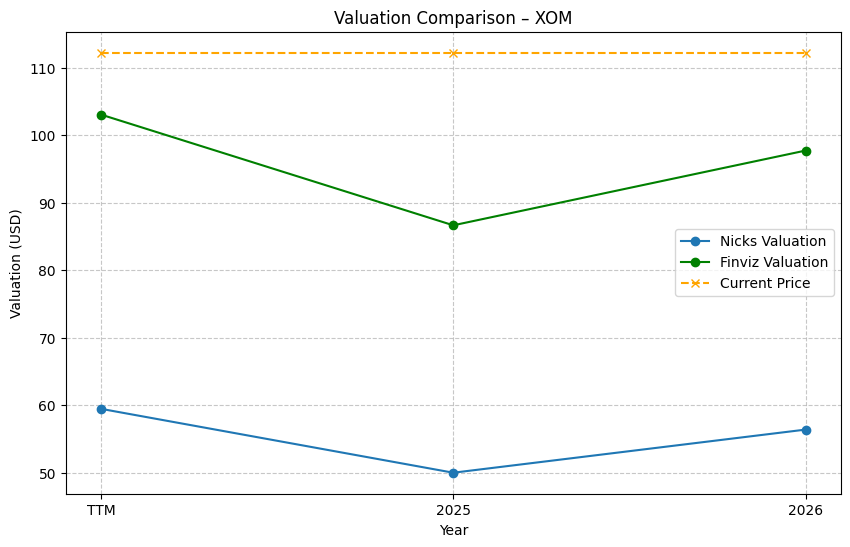 Valuation Comparison – XOM
Valuation (USD)
110
100
90
80
70
60
50
TTM
2025
2026
Year
Nicks Valuation
Finviz Valuation
Current Price